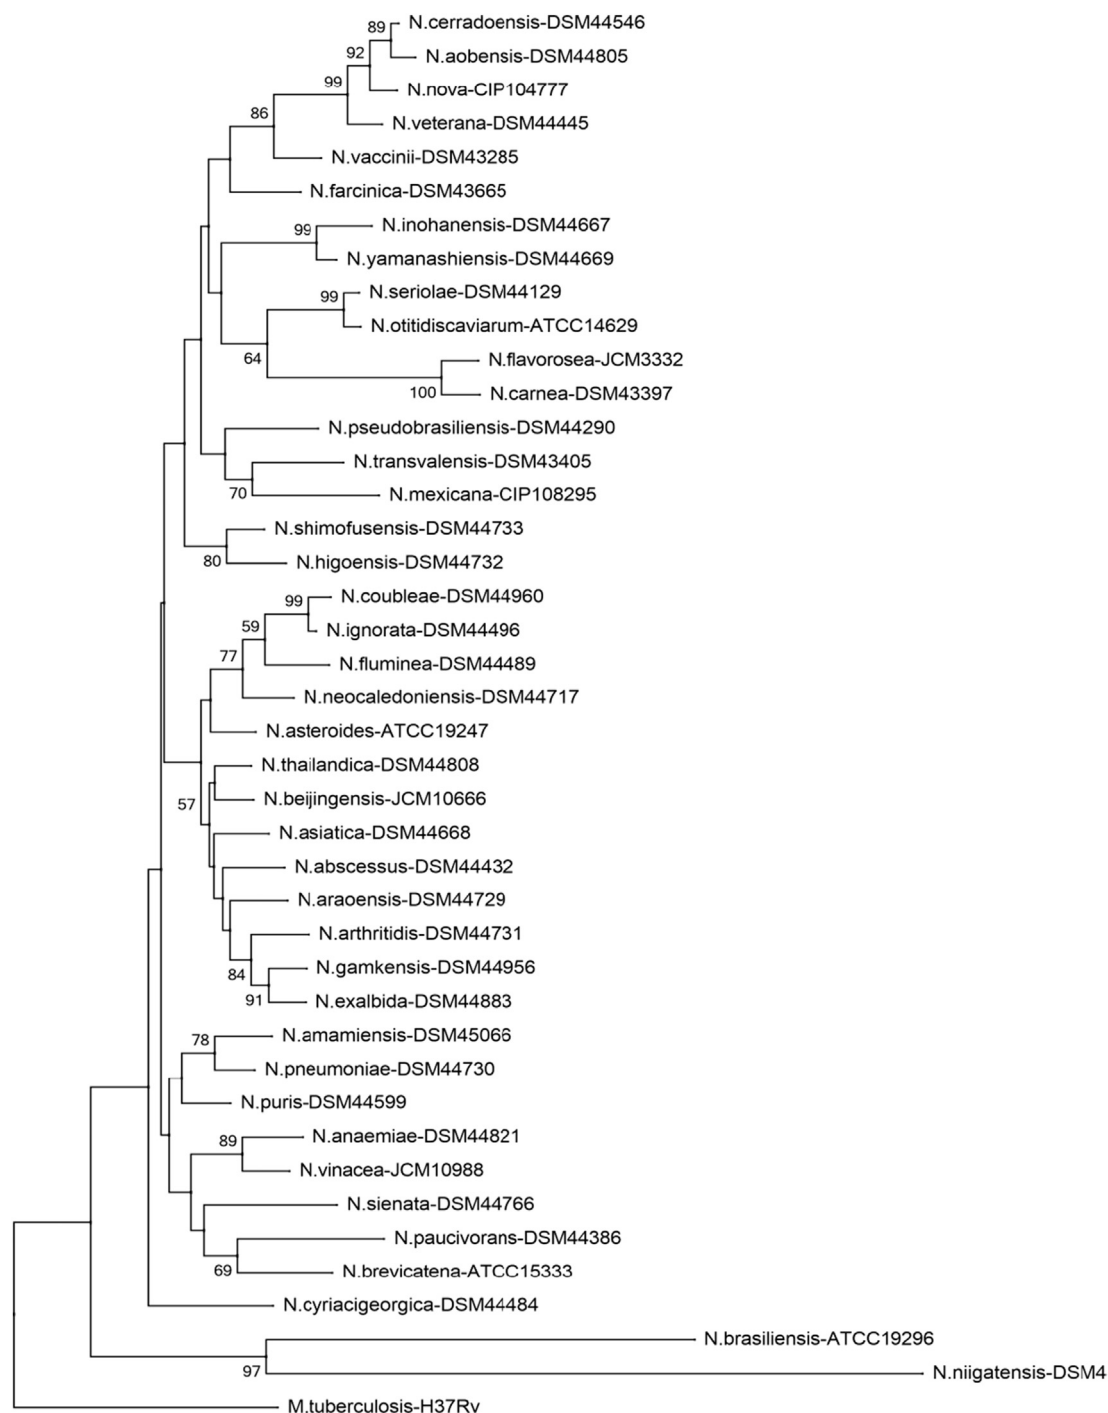 N.cerradoensis-DSM44546
89
N.aobensis-DSM44805
92
N.nova-CIP104777
99
N.veterana-DSM44445
86
N.vaccinii-DSM43285
N.farcinica-DSM43665
N.inohanensis-DSM44667
99
N.yamanashiensis-DSM44669
N.seriolae-DSM44129
99
N.otitidiscaviarum-ATCC14629
64
N.flavorosea-JCM3332
100
N.carnea-DSM43397
N.pseudobrasiliensis-DSM44290
N.transvalensis-DSM43405
70
N.mexicana-CIP108295
N.shimofusensis-DSM44733
80
N.higoensis-DSM44732
N.coubleae-DSM44960
99
N.ignorata-DSM44496
59
N.fluminea-DSM44489
77
N.neocaledoniensis-DSM44717
N.asteroides-ATCC19247
N.thailandica-DSM44808
57
N.beijingensis-JCM10666
N.asiatica-DSM44668
N.abscessus-DSM44432
N.araoensis-DSM44729
N.arthritidis-DSM44731
84
N.gamkensis-DSM44956
91
N.exalbida-DSM44883
N.amamiensis-DSM45066
78
N.pneumoniae-DSM44730
N.puris-DSM44599
N.anaemiae-DSM44821
89
N.vinacea-JCM10988
N.sienata-DSM44766
N.paucivorans-DSM44386
69
N.brevicatena-ATCC15333
N.cyriacigeorgica-DSM44484
N.brasiliensis-ATCC19296
97
N.niigatensis-DSM4
M.tuberculosis-H37Rv